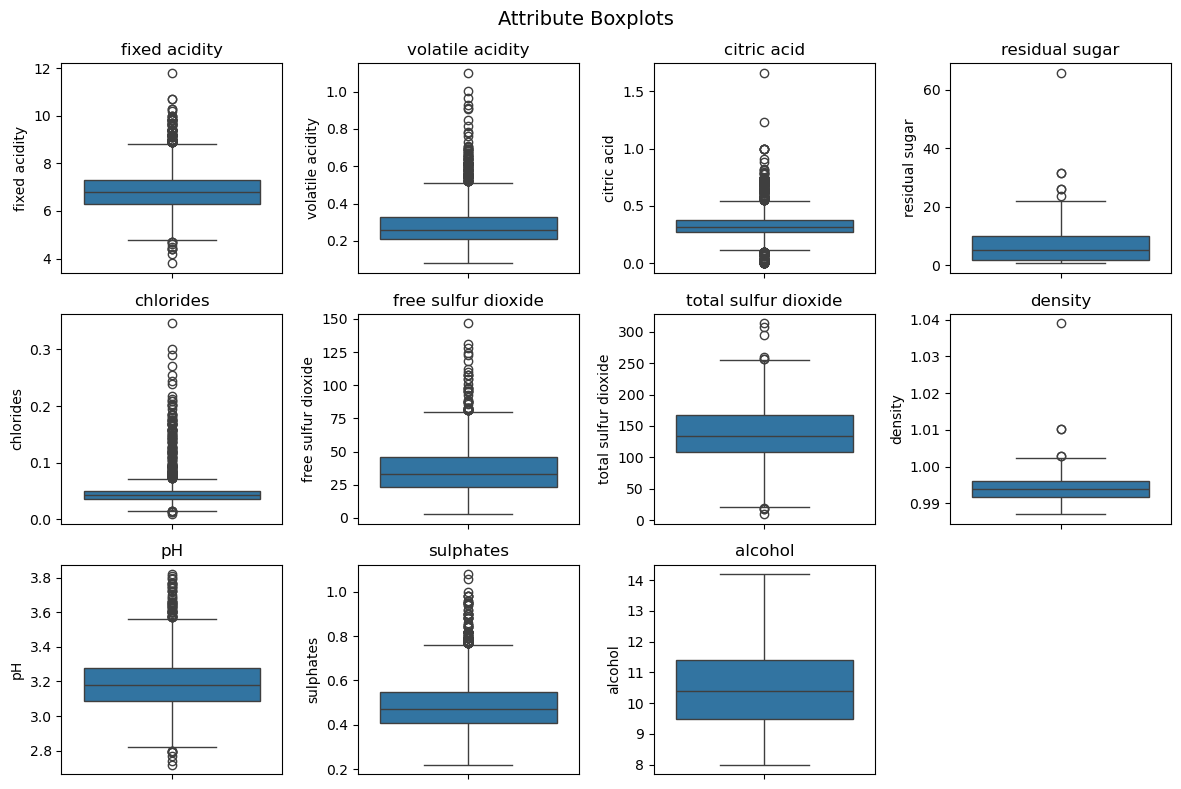 Attribute Boxplots
fixed acidity
volatile acidity
citric acid
residual sugar
12
10
8
6
4
fixed acidity
1.0
0.8
0.6
0.4
0.2
volatile acidity
1.5
1.0
0.5
0.0
citric acid
60
40
20
0
residual sugar
chlorides
free sulfur dioxide
total sulfur dioxide
density
0.3
0.2
0.1
0.0
chlorides
150
125
100
75
50
25
0
free sulfur dioxide
300
250
200
150
100
50
0
total sulfur dioxide
1.04
1.03
1.02
1.01
1.00
0.99
density
pH
sulphates
alcohol
3.8
3.6
3.4
3.2
3.0
2.8
pH
1.0
0.8
0.6
0.4
0.2
sulphates
14
13
12
11
10
9
8
alcohol